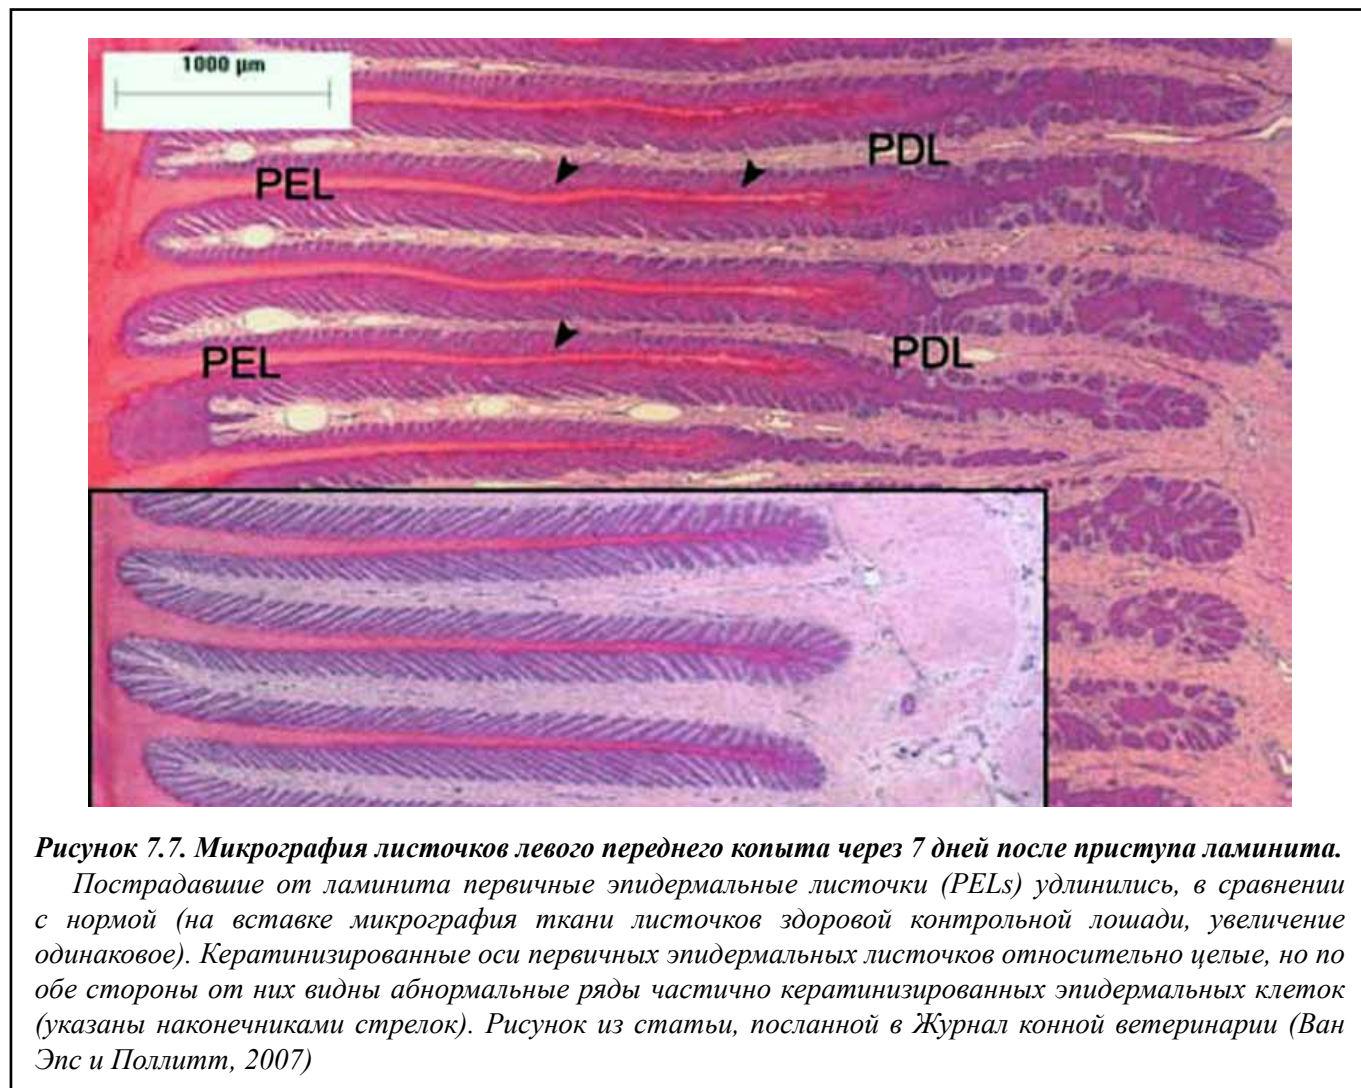 1000 µm
PDL
PEL
PEL
PDL
Рисунок 7.7. Микрография листочков левого переднего копыта через 7 дней после приступа ламинита.
Пострадавшие от ламинита первичные эпидермальные листочки (PELs) удлинились, в сравнении
с нормой (на вставке микрография ткани листочков здоровой контрольной лошади, увеличение
одинаковое). Кератинизированные оси первичных эпидермальных листочков относительно целые, но по
обе стороны от них видны абнормальные ряды частично кератинизированных эпидермальных клеток
(указаны наконечниками стрелок). Рисунок из статьи, посланной в Журнал конной ветеринарии (Ван
Эпс и Поллитт, 2007)